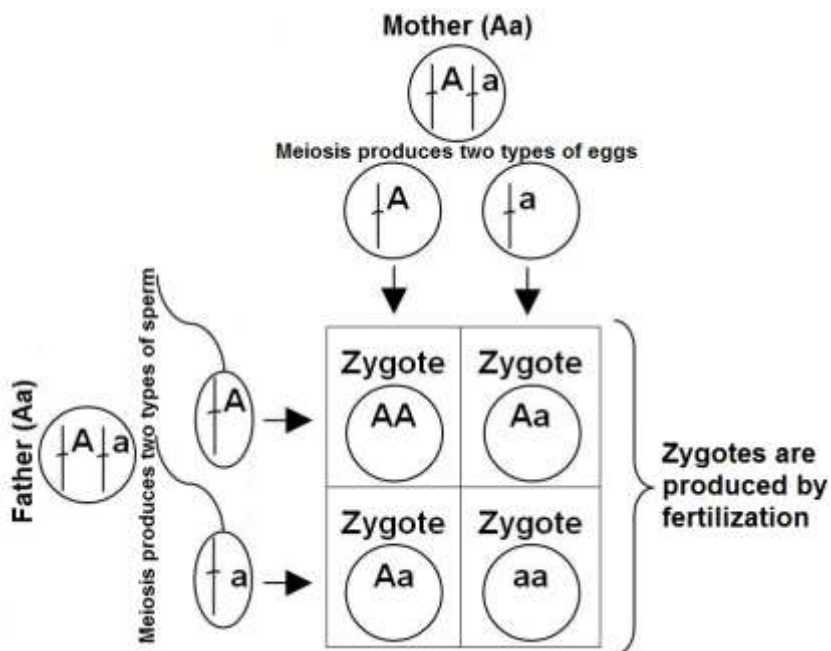 Mother (Aa)
A a
Meiosis produces two types of eggs
A
a
Father (Aa)
A a
Meiosis produces two types of sperm
A
a
Zygote
AA
Zygote
Aa
Zygote
Aa
Zygote
aa
Zygotes are
produced by
fertilization